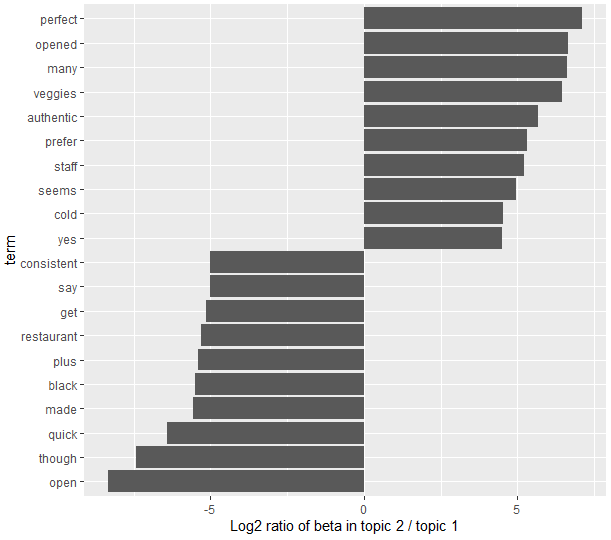 perfect
opened
many
veggies
authentic
prefer
staff
seems
cold
yes
consistent
say
get
restaurant
plus
black
made
quick
though
open
term
-5
0
5
Log2 ratio of beta in topic 2 / topic 1